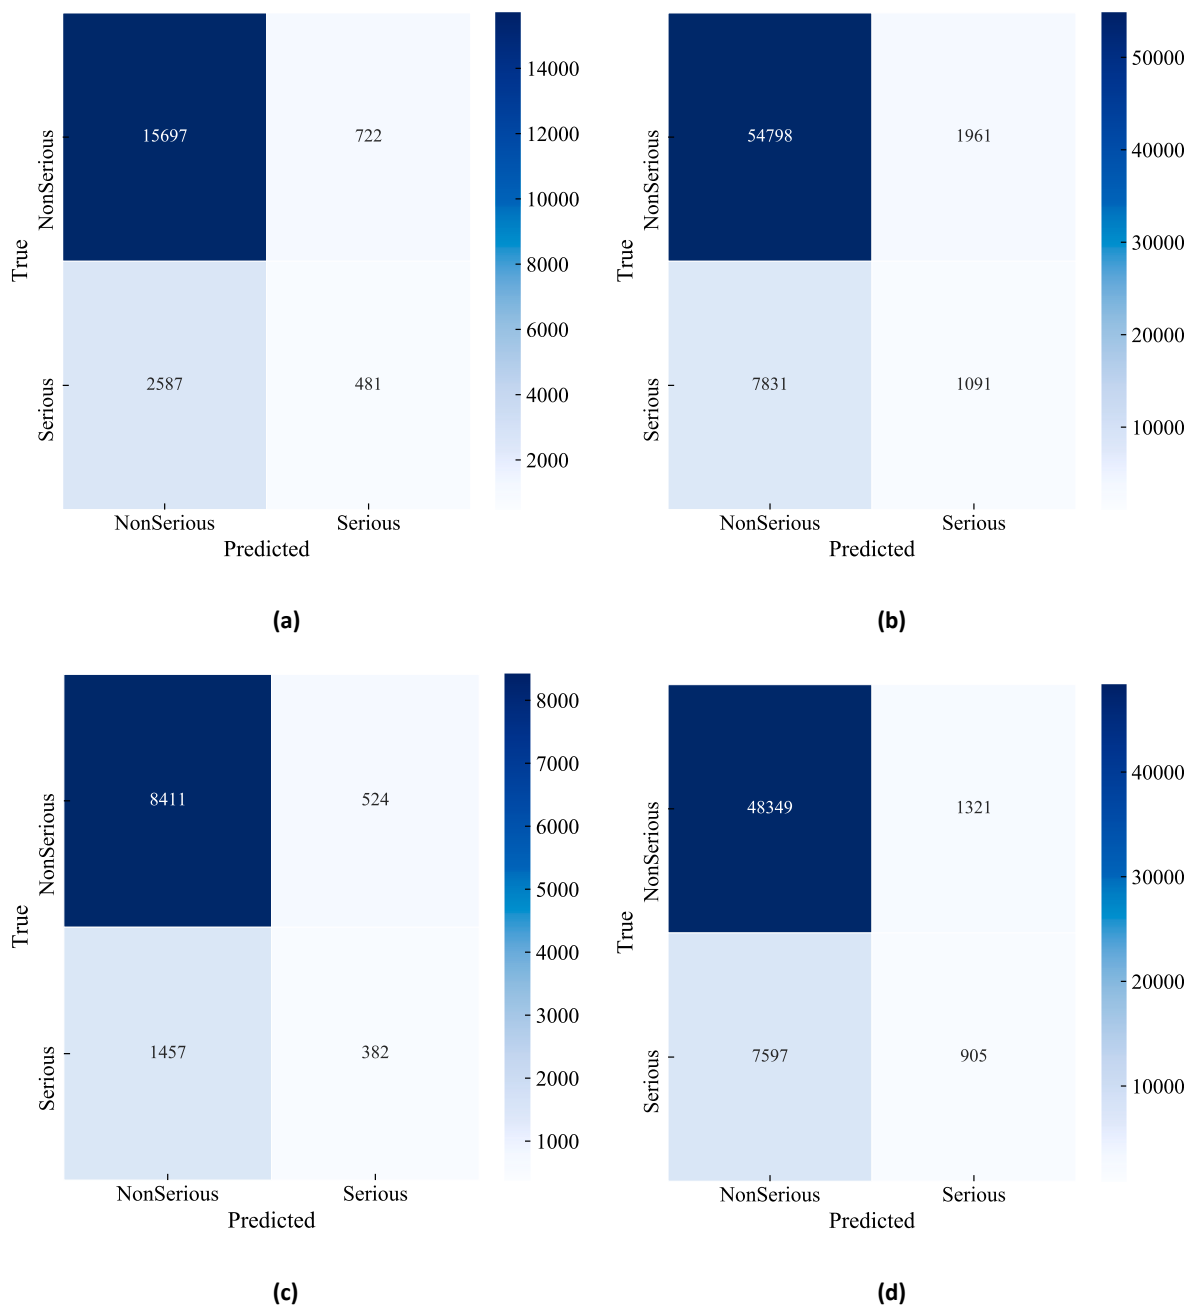 15697 722
2587 481
NonSerious
Serious
True
NonSerious Serious
Predicted
14000
12000
10000
8000
6000
4000
2000
(a)
54798 1961
7831 1091
NonSerious
Serious
True
NonSerious Serious
Predicted
50000
40000
30000
20000
10000
(b)
8411 524
1457 382
NonSerious
Serious
True
NonSerious Serious
Predicted
8000
7000
6000
5000
4000
3000
2000
1000
(c)
48349 1321
7597 905
NonSerious
Serious
True
NonSerious Serious
Predicted
40000
30000
20000
10000
(d)